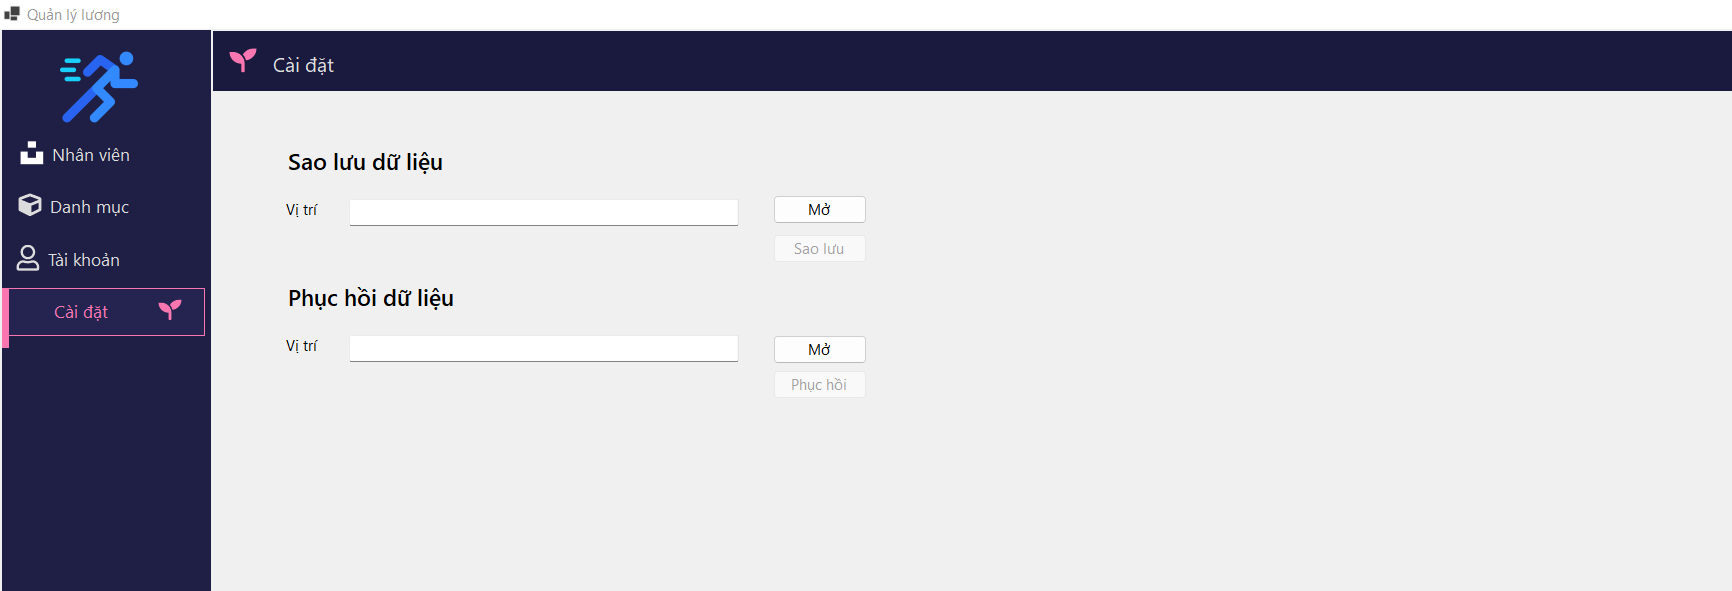 Quản lý lương
Cài đặt
Nhân viên
Danh mục
Tài khoản
Cài đặt
Sao lưu dữ liệu
Vị trí
Mở
Sao lưu
Phục hồi dữ liệu
Vị trí
Mở
Phục hồi